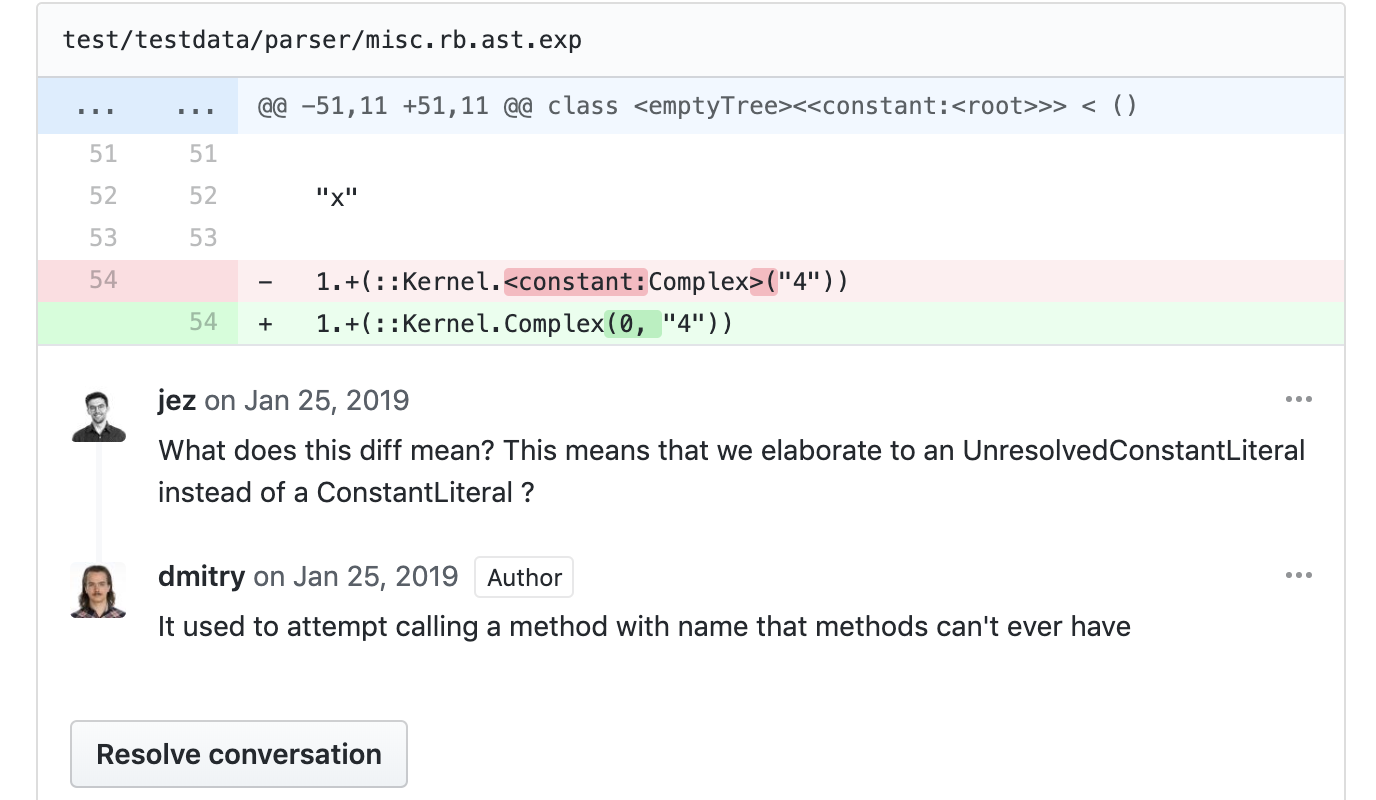 test/testdata/parser/misc.rb.ast.exp
... ... @@ −51,11 +51,11 @@ class <emptyTree><<constant:<root>>> < ()
51 51
52 52 "x"
53 53
54 − 1.+(::Kernel.<constant:Complex>("4"))
54 + 1.+(::Kernel.Complex(0, "4"))
jez on Jan 25, 2019
What does this diff mean? This means that we elaborate to an UnresolvedConstantLiteral
instead of a ConstantLiteral ?
dmitry on Jan 25, 2019 Author
It used to attempt calling a method with name that methods can't ever have
Resolve conversation